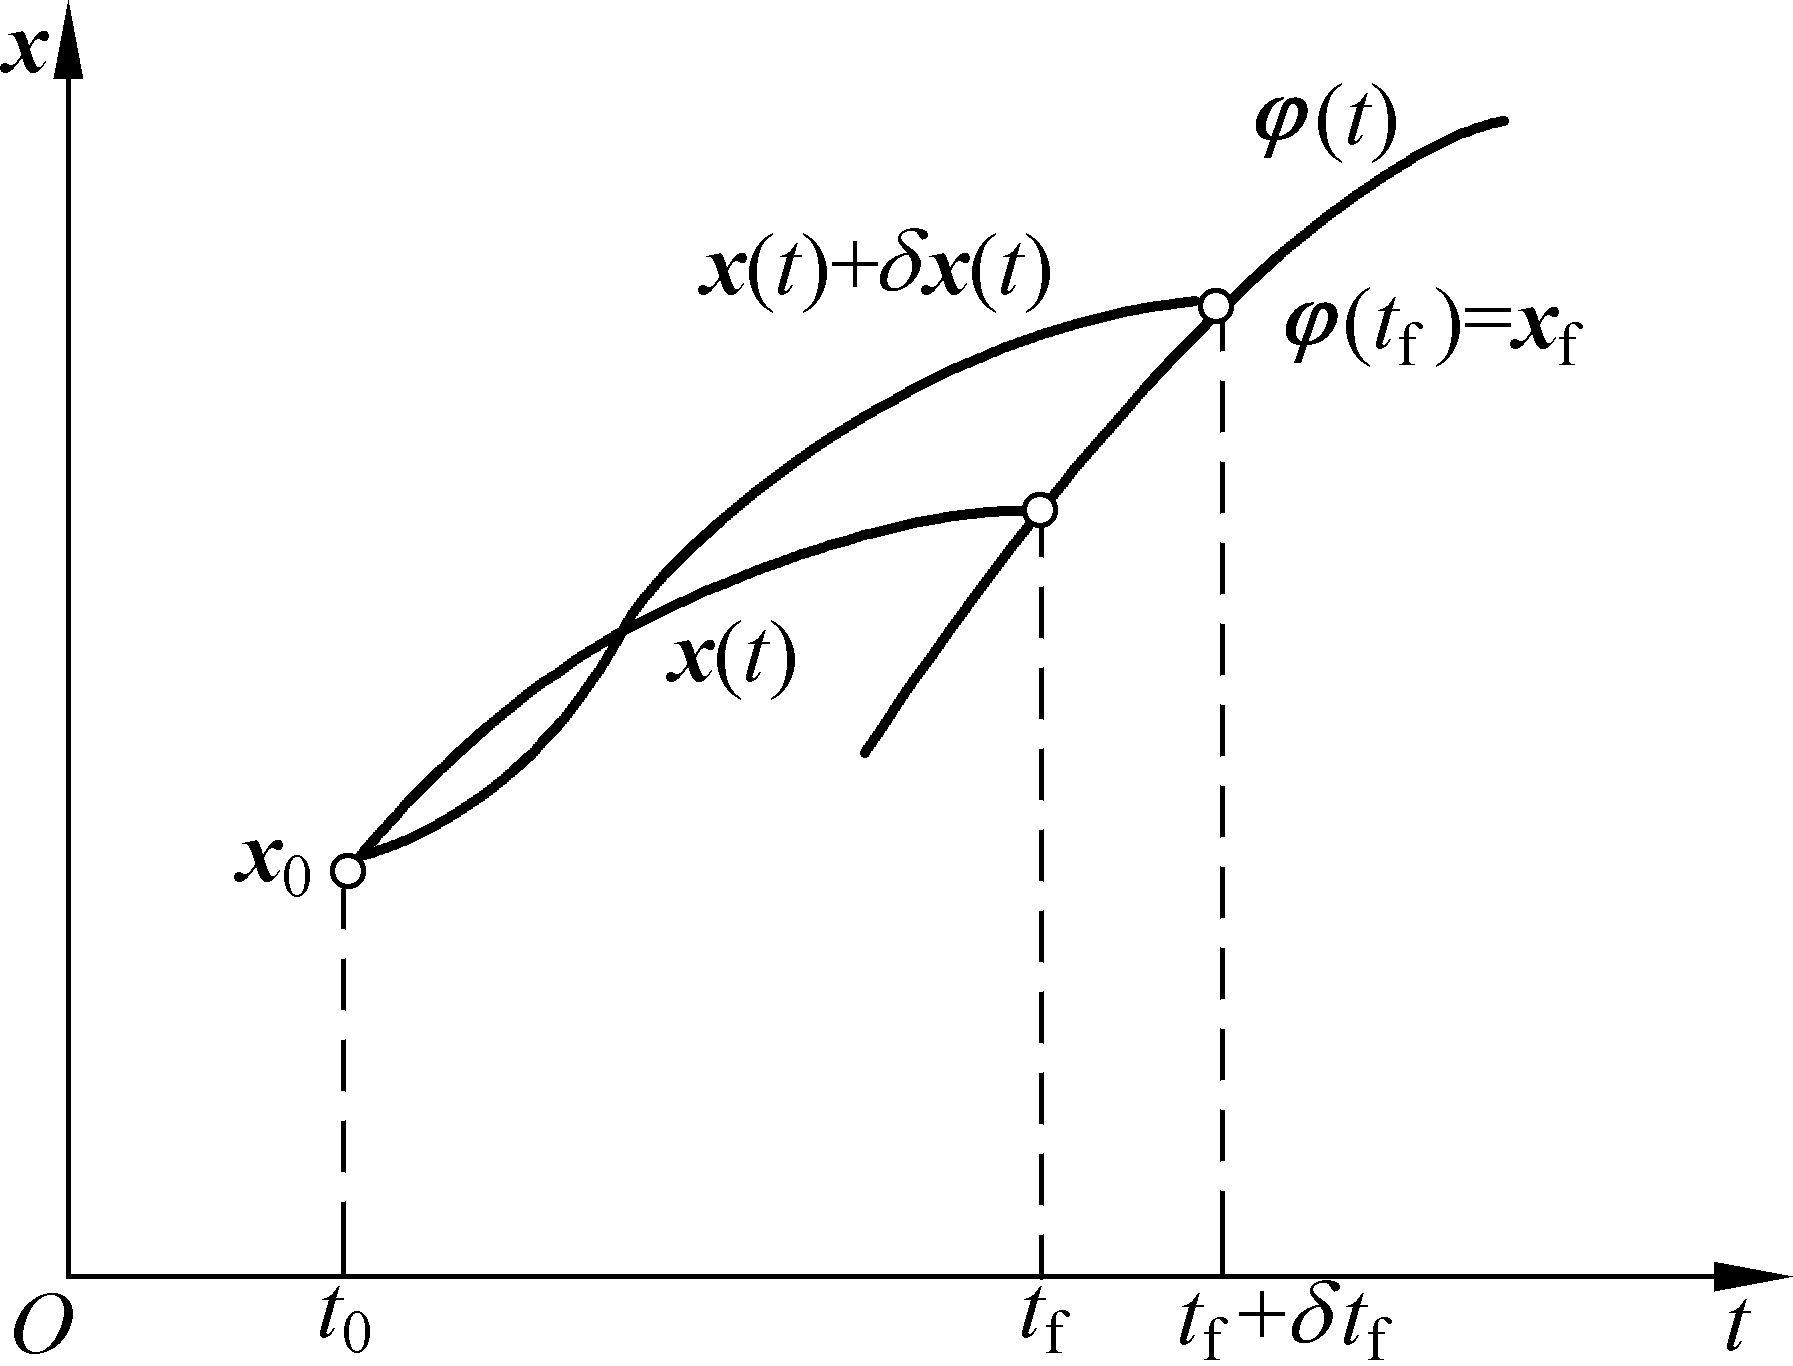 x
φ(t)
x(t)+δx(t)
φ(t_f)=x_f
x(t)
x_0
O
t_0
t_f
t_f+δt_f
t